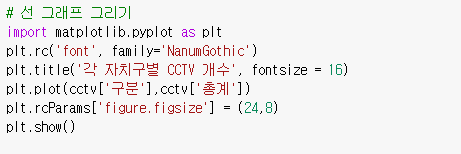 # 선 그래프 그리기
import matplotlib.pyplot as plt
plt.rc('font', family='NanumGothic')
plt.title('각 자치구별 CCTV 개수', fontsize = 16)
plt.plot(cctv['구분'],cctv['총계'])
plt.rcParams['figure.figsize'] = (24,8)
plt.show()